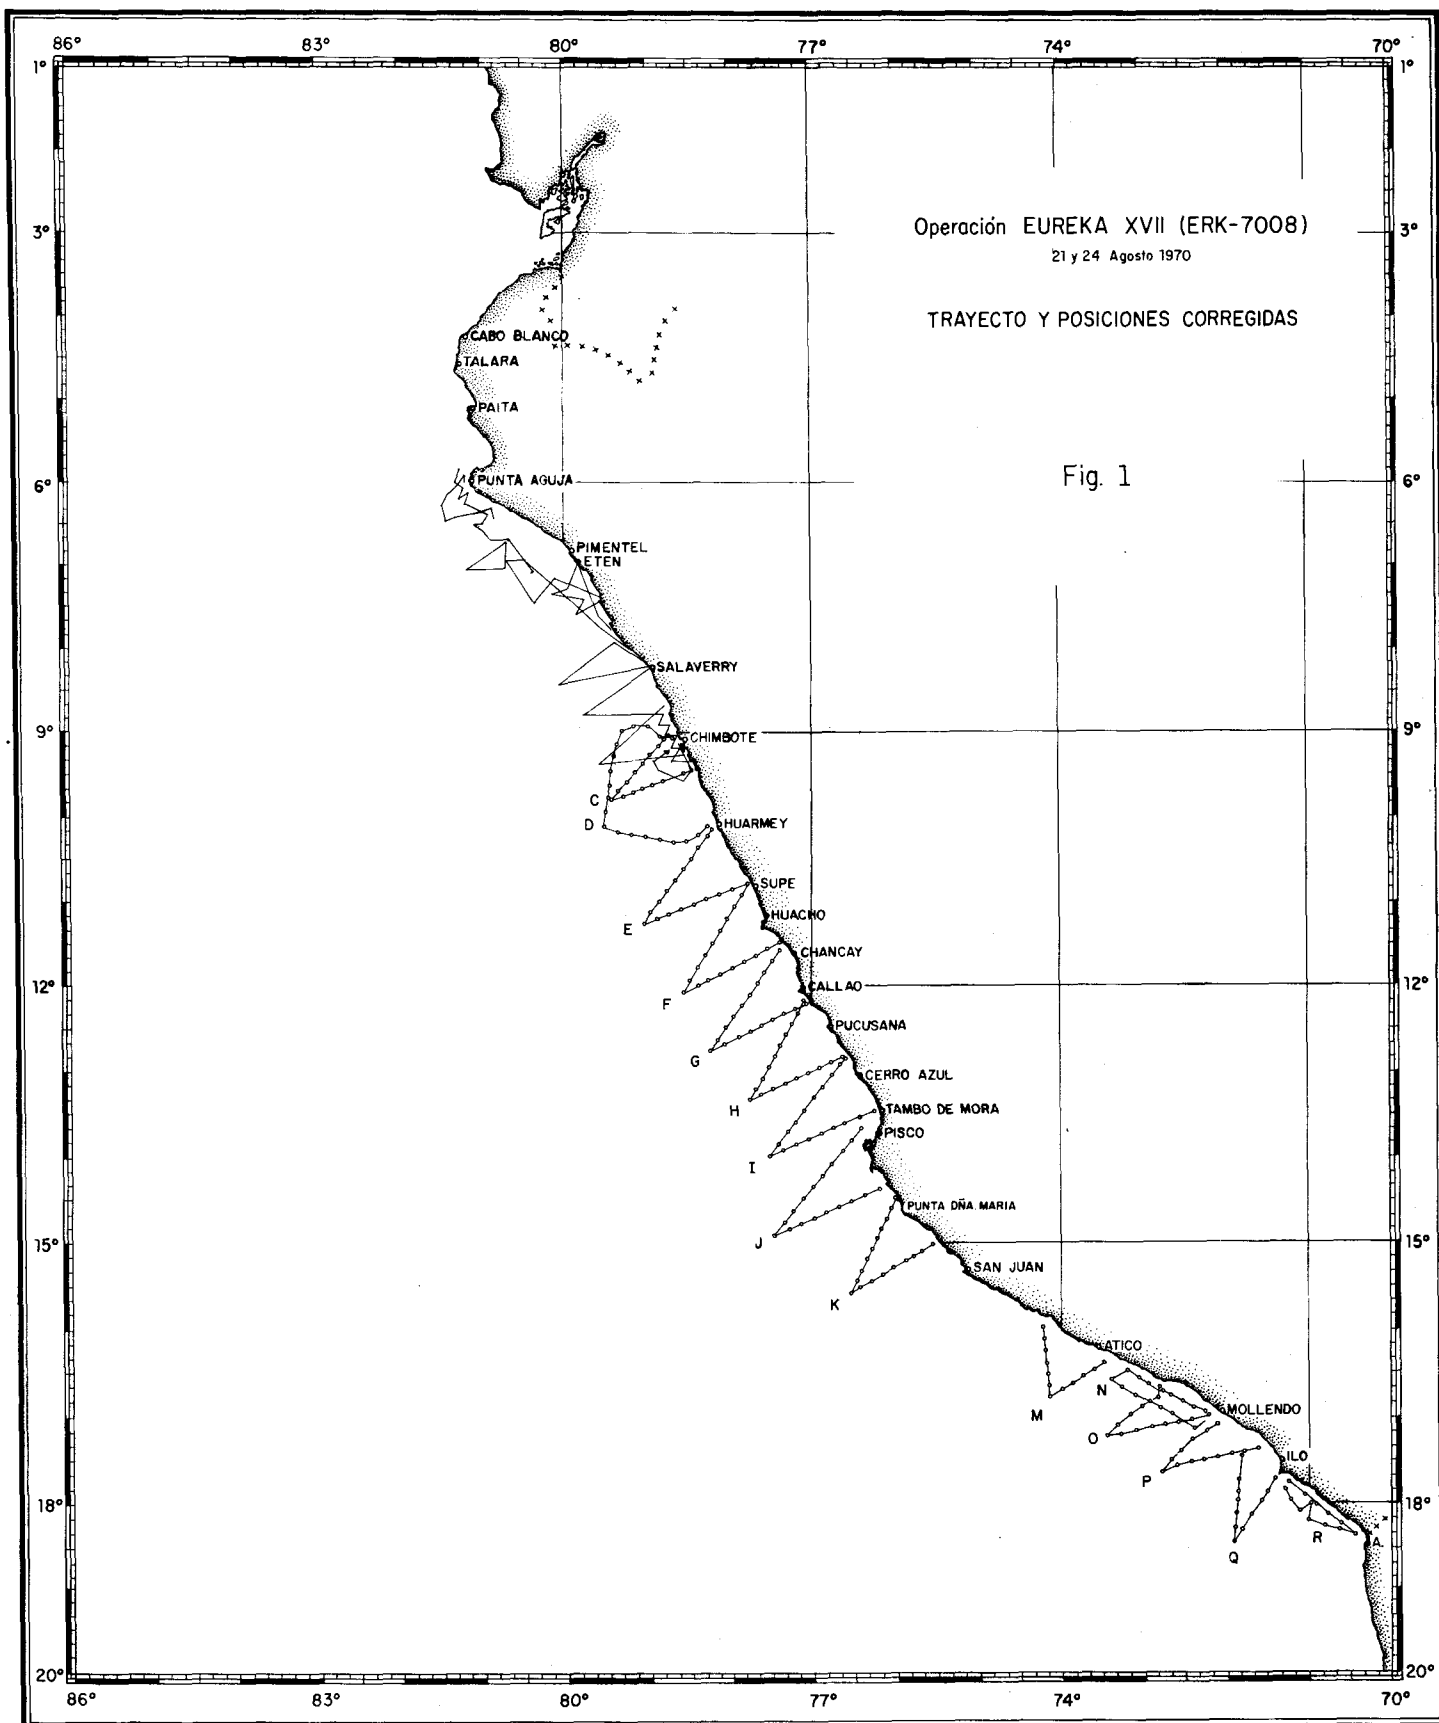 86° 83° 80° 77° 74° 70°
1° 1°
Operación EUREKA XVII (ERK-7008)
3° 3°
21 y 24 Agosto 1970
TRAYECTO Y POSICIONES CORREGIDAS
CABO BLANCO
TALARA
PAITA
Fig. 1
6° PUNTA AGUJA 6°
PIMENTEL
ETEN
SALAVERRY
9° CHIMBOTE 9°
C
D HUARMEY
SUPE
HUACHO
E
CHANCAY
12° CALLAO 12°
F
PUCUSANA
G
CERRO AZUL
H TAMBO DE MORA
PISCO
I
PUNTA DÑA. MARIA
J
15° 15°
SAN JUAN
K
ATICO
N
M MOLLENDO
O
ILO
P
18° 18°
R A.
Q
20° 20°
86° 83° 80° 77° 74° 70°